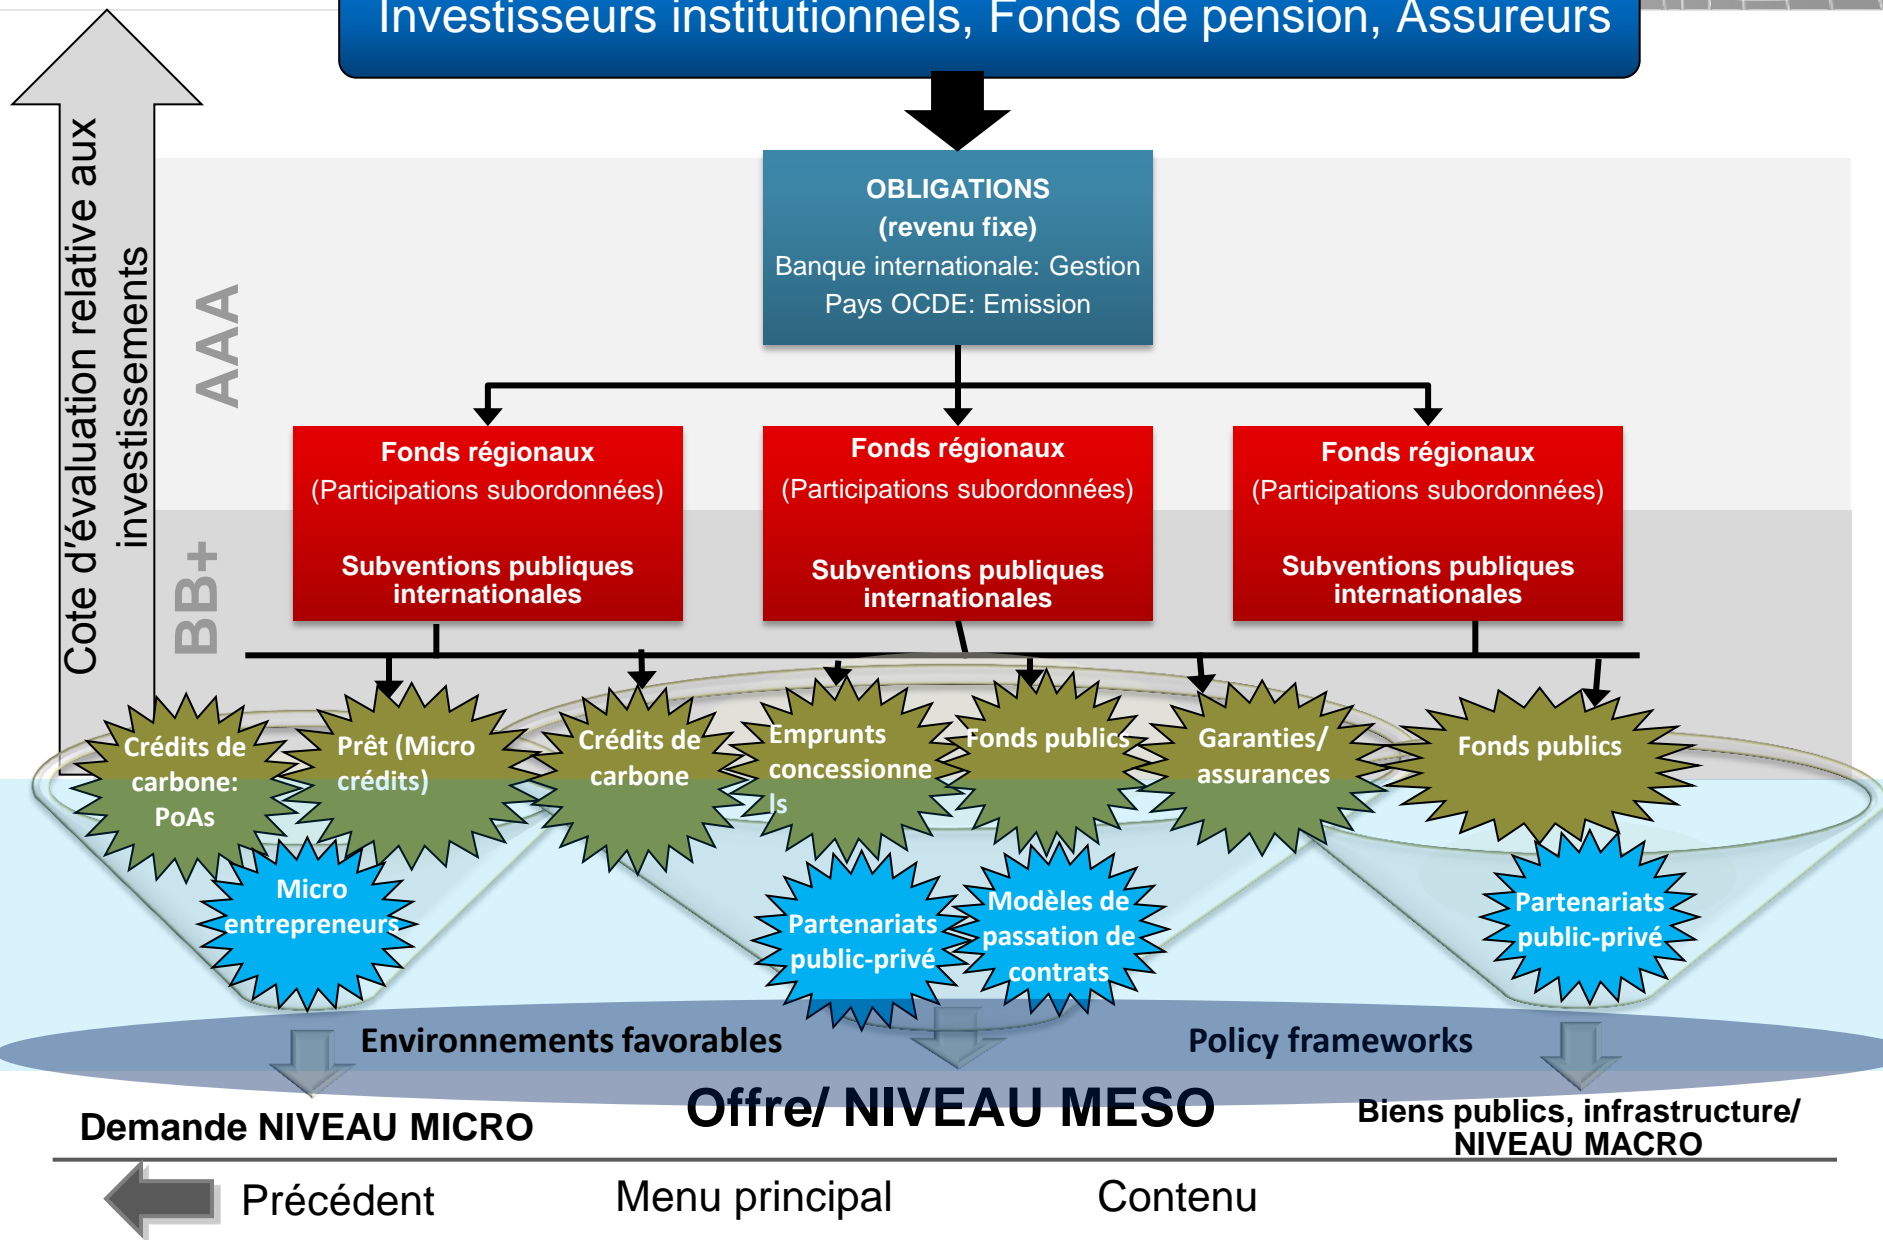 Investisseurs institutionnels, Fonds de pension, Assureurs
Cote d'évaluation relative aux
investissements
AAA
BB+
OBLIGATIONS
(revenu fixe)
Banque internationale: Gestion
Pays OCDE: Emission
Fonds régionaux
(Participations subordonnées)
Subventions publiques
internationales
Fonds régionaux
(Participations subordonnées)
Subventions publiques
internationales
Fonds régionaux
(Participations subordonnées)
Subventions publiques
internationales
Crédits de
carbone:
PoAs
Prêt (Micro
crédits)
Crédits de
carbone
Emprunts
concessionne
ls
Fonds publics
Garanties/
assurances
Fonds publics
Micro
entrepreneurs
Partenariats
public-privé
Modèles de
passation de
contrats
Partenariats
public-privé
Environnements favorables
Policy frameworks
Demande NIVEAU MICRO
Offre/ NIVEAU MESO
Biens publics, infrastructure/
NIVEAU MACRO
Précédent
Menu principal
Contenu